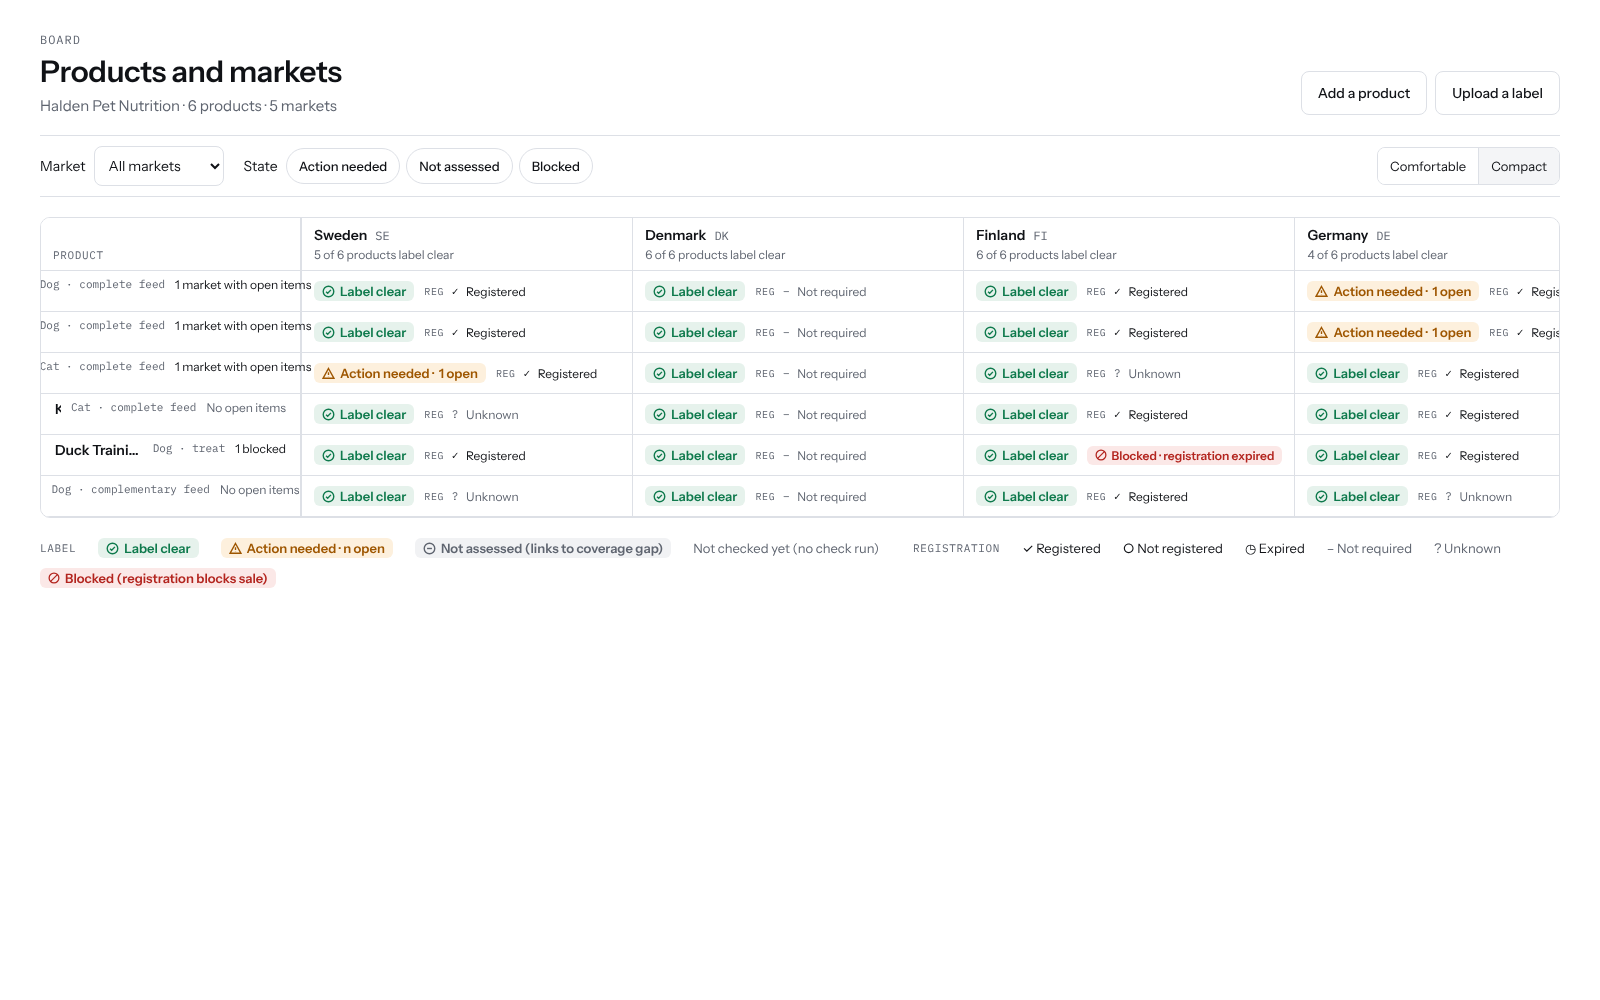 BOARD
Products and markets
Halden Pet Nutrition · 6 products · 5 markets
Add a product Upload a label
Market All markets State Action needed Not assessed Blocked Comfortable Compact
PRODUCT Sweden SE Denmark DK Finland FI Germany DE
5 of 6 products label clear 6 of 6 products label clear 6 of 6 products label clear 4 of 6 products label clear
Dog · complete feed 1 market with open items Label clear REG ✓ Registered Label clear REG – Not required Label clear REG ✓ Registered Action needed · 1 open REG ✓ Regis
Dog · complete feed 1 market with open items Label clear REG ✓ Registered Label clear REG – Not required Label clear REG ✓ Registered Action needed · 1 open REG ✓ Regis
Cat · complete feed 1 market with open items Action needed · 1 open REG ✓ Registered Label clear REG – Not required Label clear REG ? Unknown Label clear REG ✓ Registered
Cat · complete feed No open items Label clear REG ? Unknown Label clear REG – Not required Label clear REG ✓ Registered Label clear REG ✓ Registered
Duck Traini... Dog · treat 1 blocked Label clear REG ✓ Registered Label clear REG – Not required Label clear Blocked · registration expired Label clear REG ✓ Registered
Dog · complementary feed No open items Label clear REG ? Unknown Label clear REG – Not required Label clear REG ✓ Registered Label clear REG ? Unknown
LABEL Label clear Action needed · n open Not assessed (links to coverage gap) Not checked yet (no check run) REGISTRATION ✓ Registered Not registered Expired – Not required ? Unknown
Blocked (registration blocks sale)